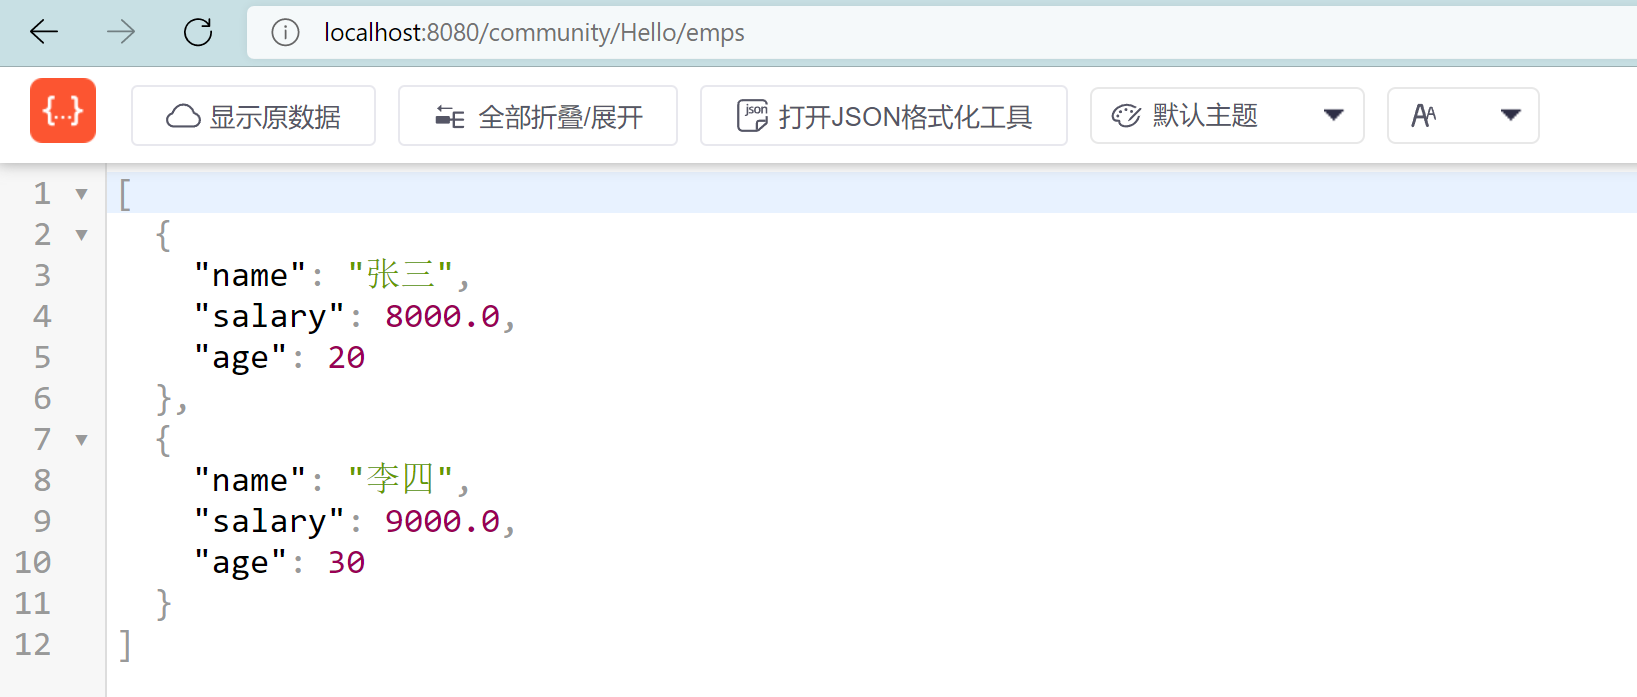 localhost:8080/community/Hello/emps
{...} 显示原数据 全部折叠/展开 json 打开JSON格式化工具 默认主题 AA
1 [
2 {
3 "name": "张三",
4 "salary": 8000.0,
5 "age": 20
6 },
7 {
8 "name": "李四",
9 "salary": 9000.0,
10 "age": 30
11 }
12 ]